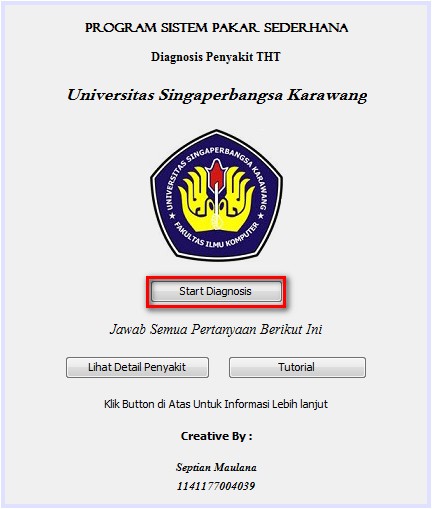 PROGRAM SISTEM PAKAR SEDERHANA
Diagnosis Penyakit THT
Universitas Singaperbangsa Karawang
UNIVERSITAS SINGAPERBANGSA KARAWANG
FAKULTAS ILMU KOMPUTER
Start Diagnosis
Jawab Semua Pertanyaan Berikut Ini
Lihat Detail Penyakit
Tutorial
Klik Button di Atas Untuk Informasi Lebih lanjut
Creative By :
Septian Maulana
1141177004039